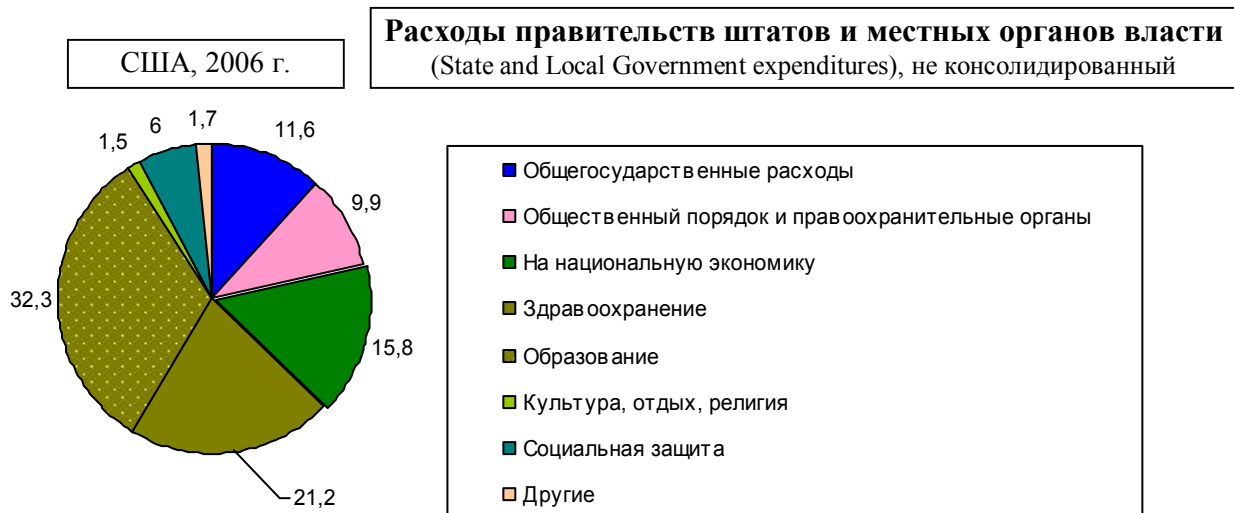 США, 2006 г.
Расходы правительств штатов и местных органов власти
(State and Local Government expenditures), не консолидированный
1,5
6
1,7
11,6
9,9
15,8
21,2
32,3
Общегосударственные расходы
Общественный порядок и правоохранительные органы
На национальную экономику
Здравоохранение
Образование
Культура, отдых, религия
Социальная защита
Другие